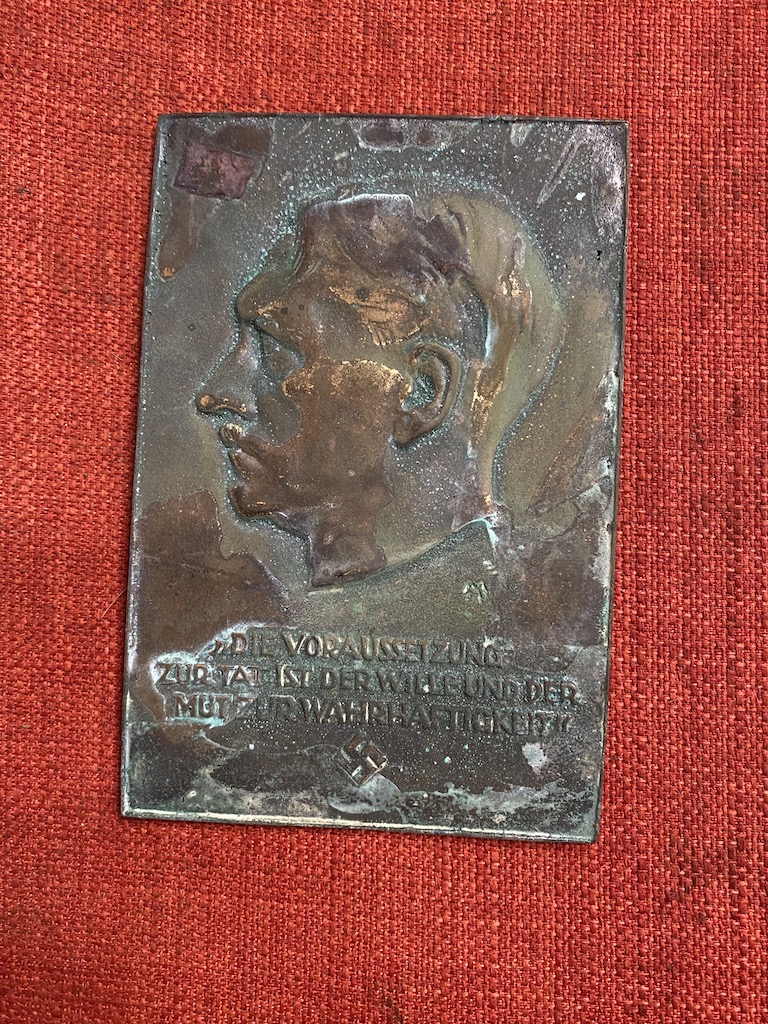 „DIE VORAUSSETZUNG
ZUR TAT IST DER WILLE UND DER
MUT ZUR WAHRHAFTIGKEIT“